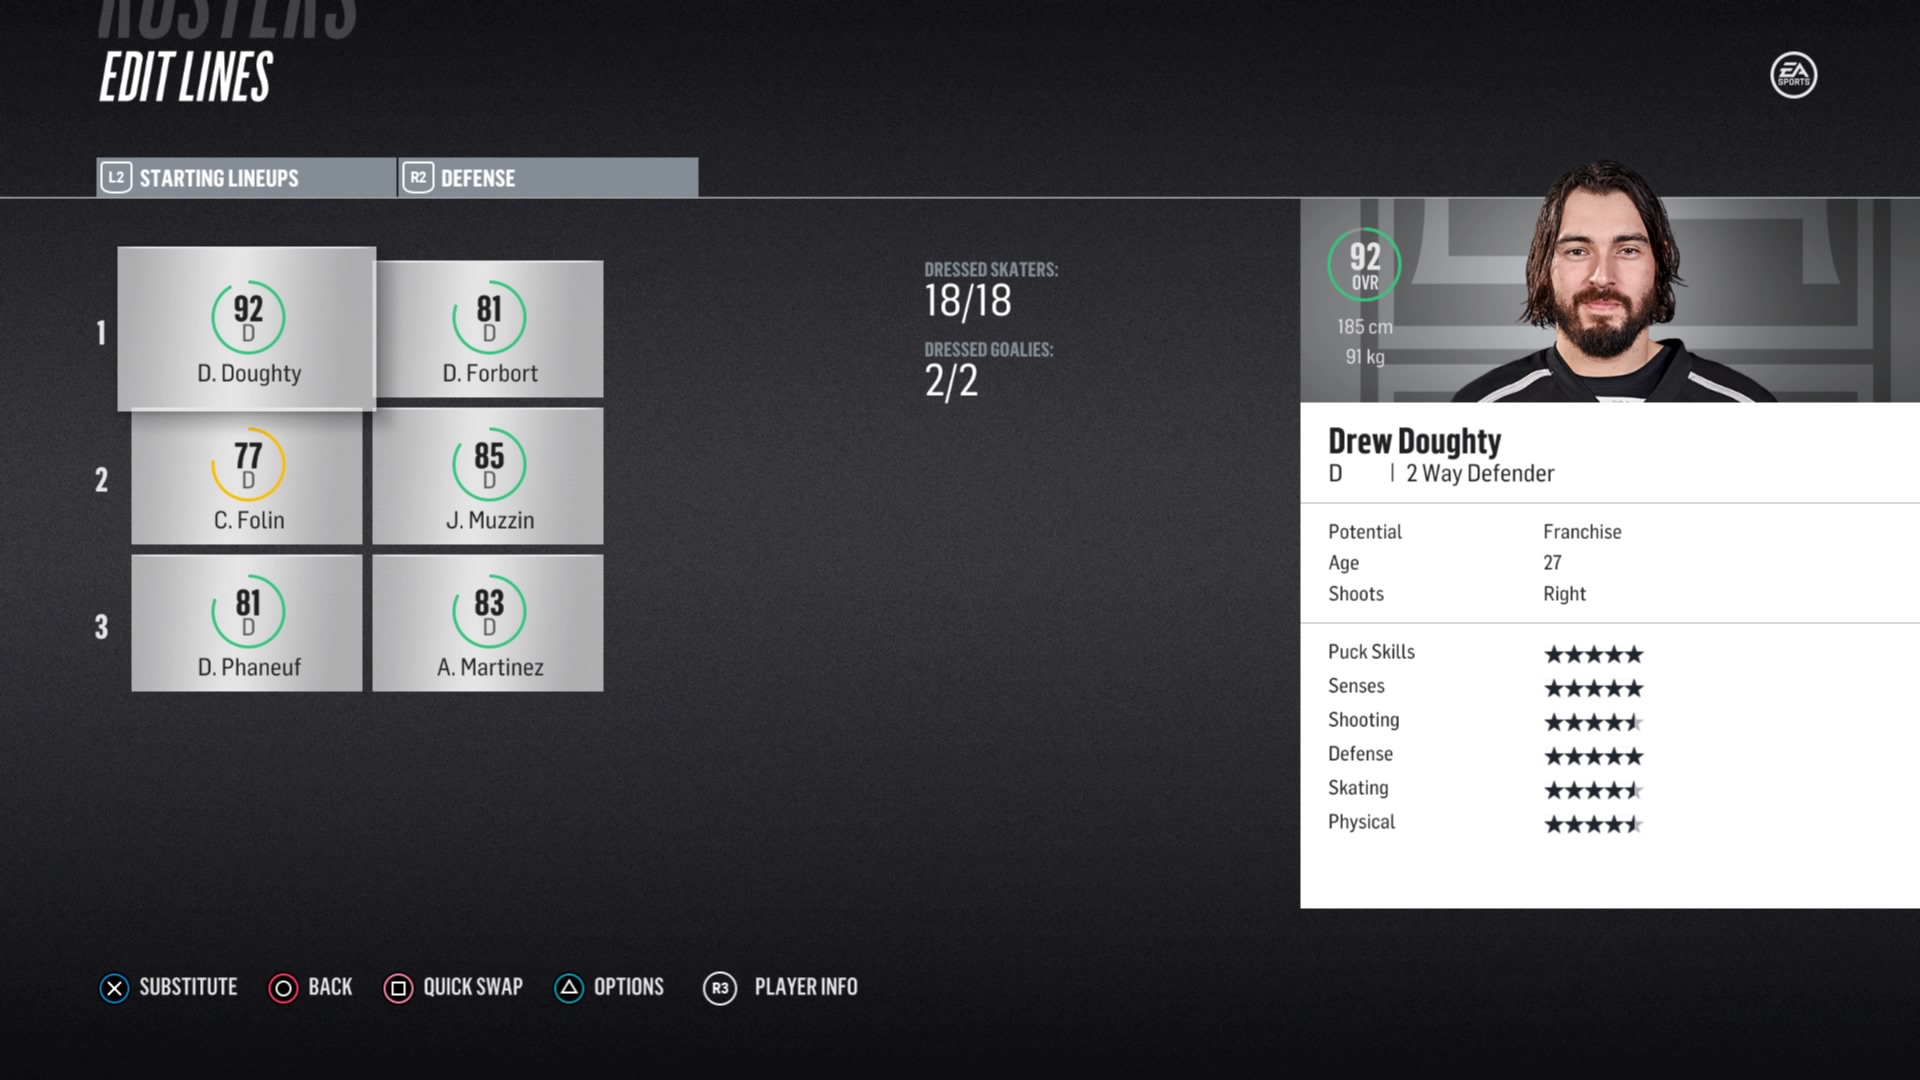 ROSTERS
EDIT LINES
EA
SPORTS
L2 STARTING LINEUPS
R2 DEFENSE
1
92
D
D. Doughty
81
D
D. Forbort
2
77
D
C. Folin
85
D
J. Muzzin
3
81
D
D. Phaneuf
83
D
A. Martinez
DRESSED SKATERS:
18/18
DRESSED GOALIES:
2/2
92
OVR
185 cm
91 kg
Drew Doughty
D | 2 Way Defender
Potential Franchise
Age 27
Shoots Right
Puck Skills ★★★★★
Senses ★★★★★
Shooting
Defense ★★★★★
Skating
Physical
SUBSTITUTE BACK QUICK SWAP OPTIONS R3 PLAYER INFO